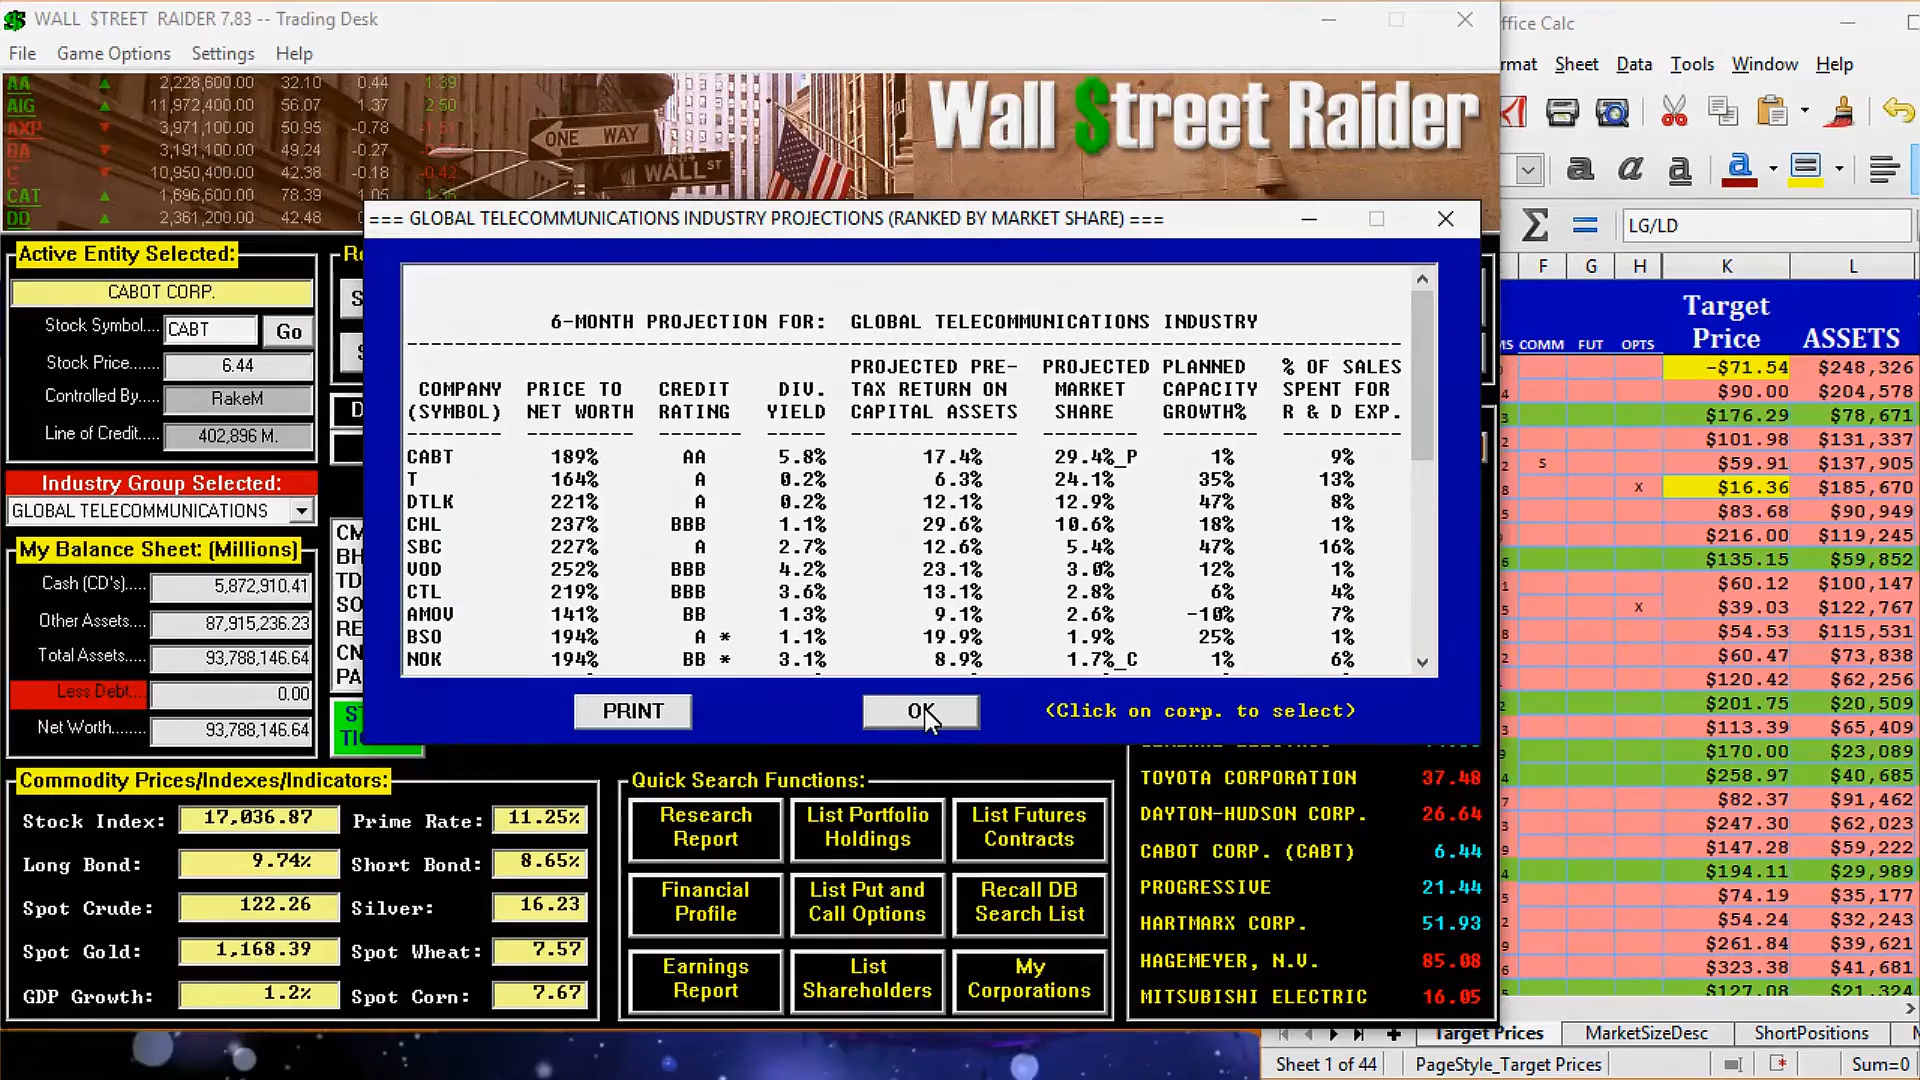 WALL $TREET RAIDER 7.83 -- Trading Desk
File Game Options Settings Help
AA 2,228,600.00 32.10 0.44 1.39
AIG 11,972,400.00 56.07 1.37 2.50
AXP 3,971,100.00 50.95 -0.78
BA 3,191,100.00 49.24 -0.27
C 10,950,400.00 42.38 -0.18 -0.42
CAT 1,696,600.00 78.39 1.05 1.36
DD 2,361,200.00 42.48
ONE WAY
WALL ST
Wall $treet Raider
Active Entity Selected:
CABOT CORP.
Stock Symbol.... CABT Go
Stock Price..... 6.44
Controlled By.... RakeM
Line of Credit..... 402,896 M.
Industry Group Selected:
GLOBAL TELECOMMUNICATIONS
My Balance Sheet: (Millions)
Cash (CD's)..... 5,872,910.41
Other Assets.... 87,915,236.23
Total Assets.... 93,788,146.64
Less Debt.... 0.00
Net Worth........ 93,788,146.64
=== GLOBAL TELECOMMUNICATIONS INDUSTRY PROJECTIONS (RANKED BY MARKET SHARE) ===
6-MONTH PROJECTION FOR: GLOBAL TELECOMMUNICATIONS INDUSTRY
PROJECTED PRE- PROJECTED PLANNED % OF SALES
COMPANY PRICE TO CREDIT DIV. TAX RETURN ON MARKET CAPACITY SPENT FOR
(SYMBOL) NET WORTH RATING YIELD CAPITAL ASSETS SHARE GROWTH% R & D EXP.
CABT 189% AA 5.8% 17.4% 29.4%_P 1% 9%
T 164% A 0.2% 6.3% 24.1% 35% 13%
DTLK 221% A 0.2% 12.1% 12.9% 47% 8%
CHL 237% BBB 1.1% 29.6% 10.6% 18% 1%
SBC 227% A 2.7% 12.6% 5.4% 47% 16%
VOD 252% BBB 4.2% 23.1% 3.0% 12% 1%
CTL 219% BBB 3.6% 13.1% 2.8% 6% 4%
AMOV 141% BB 1.3% 9.1% 2.6% -10% 7%
BSO 194% A * 1.1% 19.9% 1.9% 25% 1%
NOK 194% BB * 3.1% 8.9% 1.7%_C 1% 6%
PRINT OK <Click on corp. to select>
CM
BH
TD
SO
RE
CN
PA
Commodity Prices/Indexes/Indicators:
Stock Index: 17,036.87 Prime Rate: 11.25%
Long Bond: 9.74% Short Bond: 8.65%
Spot Crude: 122.26 Silver: 16.23
Spot Gold: 1,168.39 Spot Wheat: 7.57
GDP Growth: 1.2% Spot Corn: 7.67
Quick Search Functions:
Research Report
List Portfolio Holdings
List Futures Contracts
Financial Profile
List Put and Call Options
Recall DB Search List
Earnings Report
List Shareholders
My Corporations
TOYOTA CORPORATION 37.48
DAYTON-HUDSON CORP. 26.64
CABOT CORP. (CABT) 6.44
PROGRESSIVE 21.44
HARTMARX CORP. 51.93
HAGEMEYER, N.V. 85.08
MITSUBISHI ELECTRIC 16.05
ffice Calc
rmat Sheet Data Tools Window Help
LG/LD
F G H K L
COMM FUT OPTS Target Price ASSETS
-$71.54 $248,326
$90.00 $204,578
$176.29 $78,671
$101.98 $131,337
s $59.91 $137,905
x $16.36 $185,670
$83.68 $90,949
$216.00 $119,245
$135.15 $59,852
$60.12 $100,147
x $39.03 $122,767
$54.53 $115,531
$60.47 $73,838
$120.42 $62,256
$201.75 $20,509
$113.39 $65,409
$170.00 $23,089
$258.97 $40,685
$82.37 $91,462
$247.30 $62,023
$147.28 $59,222
$194.11 $29,989
$74.19 $35,177
$54.24 $32,243
$261.84 $39,621
$323.38 $41,681
$127.08 $21,324
Target Prices MarketSizeDesc ShortPositions
Sheet 1 of 44 PageStyle_Target Prices Sum=0